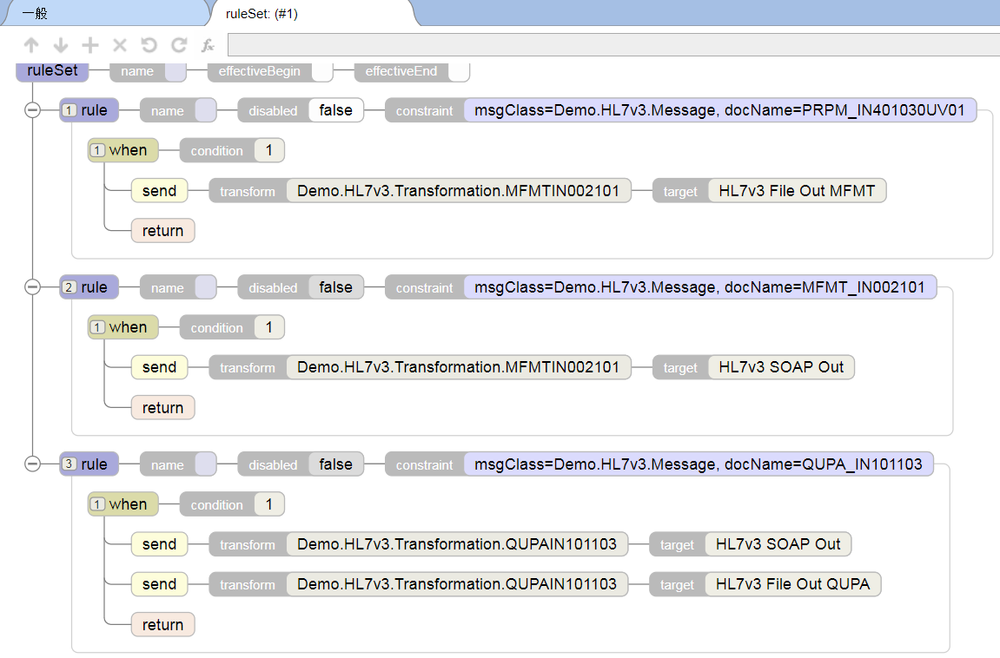 一般 ruleSet: (#1)
fx
ruleSet name effectiveBegin effectiveEnd
1 rule name disabled false constraint msgClass=Demo.HL7v3.Message, docName=PRPM_IN401030UV01
1 when condition 1
send transform Demo.HL7v3.Transformation.MFMTIN002101 target HL7v3 File Out MFMT
return
2 rule name disabled false constraint msgClass=Demo.HL7v3.Message, docName=MFMT_IN002101
1 when condition 1
send transform Demo.HL7v3.Transformation.MFMTIN002101 target HL7v3 SOAP Out
return
3 rule name disabled false constraint msgClass=Demo.HL7v3.Message, docName=QUPA_IN101103
1 when condition 1
send transform Demo.HL7v3.Transformation.QUPAIN101103 target HL7v3 SOAP Out
send transform Demo.HL7v3.Transformation.QUPAIN101103 target HL7v3 File Out QUPA
return